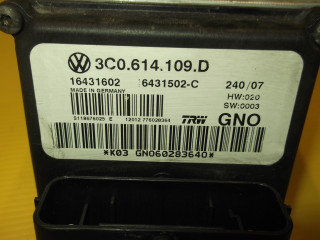 3C0.614.109.D
16431602 6431502-C 240/07
MADE IN GERMANY HW:020
SW:0003
TRW GNO
*K03 GNO60283640*